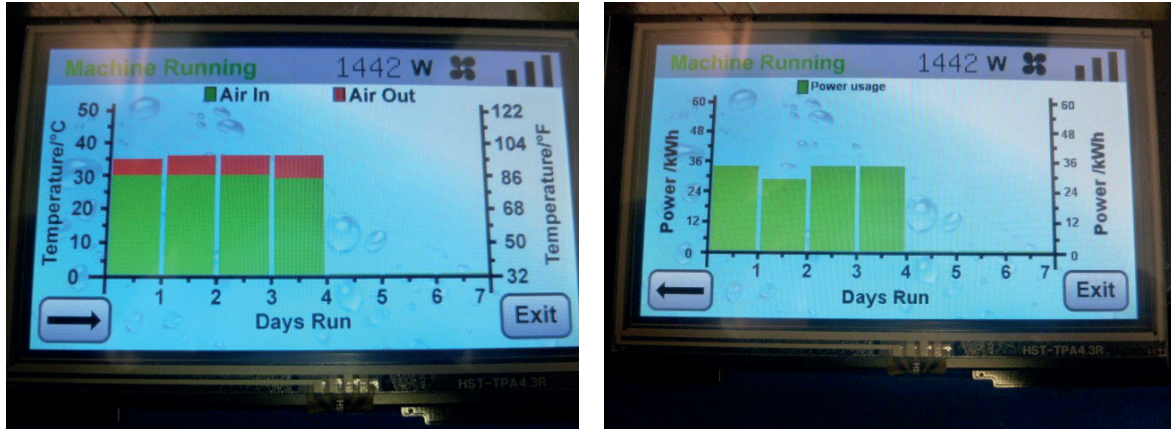 Machine Running 1442 W
Air In Air Out
Temperature/°C
50
40
30
20
10
0
122
104
86
68
50
32
Temperature/°F
1 2 3 4 5 6 7
Days Run
Exit
HST-TPA4.3R
Machine Running 1442 W
Power usage
Power /kWh
60
48
36
24
12
0
60
48
36
24
12
0
Power /kWh
1 2 3 4 5 6 7
Days Run
Exit
HST-TPA4.3R